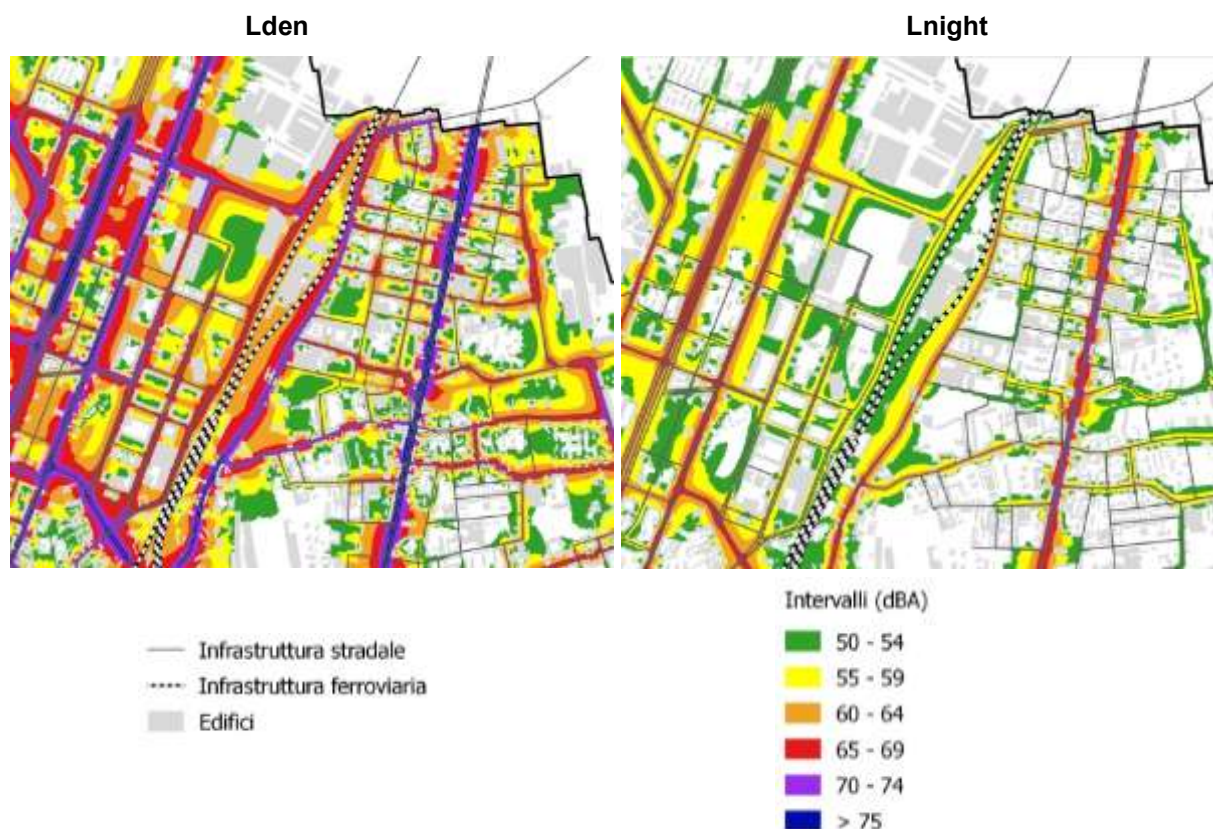 Lden
Lnight
Infrastruttura stradale
Infrastruttura ferroviaria
Edifici
Intervalli (dBA)
50 - 54
55 - 59
60 - 64
65 - 69
70 - 74
> 75